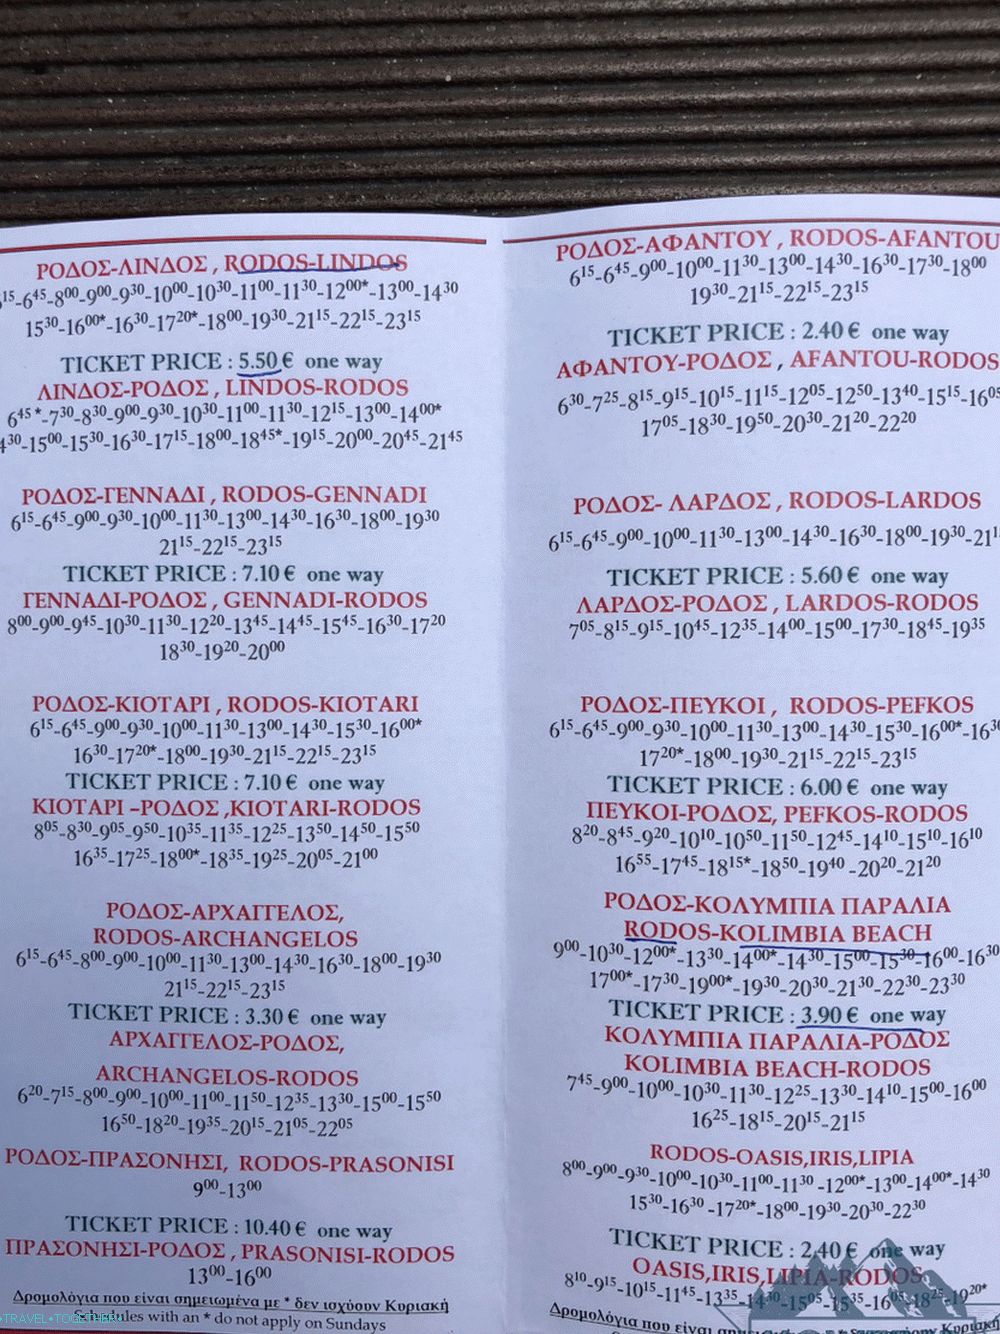 ΡΟΔΟΣ-ΛΙΝΔΟΣ , RODOS-LINDOS
15-6⁴⁵-8⁰⁰-9⁰⁰-9³⁰-10⁰⁰-10³⁰-11⁰⁰-11³⁰-12⁰⁰*-13⁰⁰-14³⁰
15³⁰-16⁰⁰*-16³⁰-17²⁰*-18⁰⁰-19³⁰-21¹⁵-22¹⁵-23¹⁵
TICKET PRICE : 5.50 € one way
ΛΙΝΔΟΣ-ΡΟΔΟΣ , LINDOS-RODOS
6⁴⁵*-7³⁰-8³⁰-9⁰⁰-9³⁰-10³⁰-11⁰⁰-11³⁰-12¹⁵-13⁰⁰-14⁰⁰*
4³⁰-15⁰⁰-15³⁰-16³⁰-17¹⁵-18⁰⁰-18⁴⁵*-19¹⁵-20⁰⁰-20⁴⁵-21⁴⁵
ΡΟΔΟΣ-ΓΕΝΝΑΔΙ , RODOS-GENNADI
6¹⁵-6⁴⁵-9⁰⁰-9³⁰-10⁰⁰-11³⁰-13⁰⁰-14³⁰-16³⁰-18⁰⁰-19³⁰
21¹⁵-22¹⁵-23¹⁵
TICKET PRICE : 7.10 € one way
ΓΕΝΝΑΔΙ-ΡΟΔΟΣ , GENNADI-RODOS
8⁰⁰-9⁰⁰-9⁴⁵-10³⁰-11³⁰-12²⁰-13⁴⁵-14⁴⁵-15⁴⁵-16³⁰-17²⁰
18³⁰-19²⁰-20⁰⁰
ΡΟΔΟΣ-ΚΙΟΤΑΡΙ , RODOS-KIOTARI
6¹⁵-6⁴⁵-9⁰⁰-9³⁰-10⁰⁰-11³⁰-13⁰⁰-14³⁰-15³⁰-16⁰⁰*
16³⁰-17²⁰*-18⁰⁰-19³⁰-21¹⁵-22¹⁵-23¹⁵
TICKET PRICE : 7.10 € one way
ΚΙΟΤΑΡΙ –ΡΟΔΟΣ ,KIOTARI-RODOS
8⁰⁵-8³⁰-9⁰⁵-9⁵⁰-10³⁵-11³⁵-12²⁵-13⁵⁰-14⁵⁰-15⁵⁰
16³⁵-17²⁵-18⁰⁰*-18³⁵-19²⁵-20⁰⁵-21⁰⁰
ΡΟΔΟΣ-ΑΡΧΑΓΓΕΛΟΣ,
RODOS-ARCHANGELOS
6¹⁵-6⁴⁵-8⁰⁰-9⁰⁰-10⁰⁰-11³⁰-13⁰⁰-14³⁰-16³⁰-18⁰⁰-19³⁰
21¹⁵-22¹⁵-23¹⁵
TICKET PRICE : 3.30 € one way
ΑΡΧΑΓΓΕΛΟΣ-ΡΟΔΟΣ,
ARCHANGELOS-RODOS
6²⁰-7¹⁵-8⁰⁰-9⁰⁰-10⁰⁰-11⁰⁰-11⁵⁰-12³⁵-13³⁰-15⁰⁰-15⁵⁰
16⁵⁰-18²⁰-19³⁵-20¹⁵-21⁰⁵-22⁰⁵
ΡΟΔΟΣ-ΠΡΑΣΟΝΗΣΙ, RODOS-PRASONISI
9⁰⁰-13⁰⁰
TICKET PRICE : 10.40 € one way
ΠΡΑΣΟΝΗΣΙ-ΡΟΔΟΣ , PRASONISI-RODOS
13⁰⁰-16⁰⁰
Δρομολόγια που είναι σημειωμένα με * δεν ισχύουν Κυριακή
Schedules with an * do not apply on Sundays
ΡΟΔΟΣ-ΑΦΑΝΤΟΥ , RODOS-AFANTOU
6¹⁵-6⁴⁵-9⁰⁰-10⁰⁰-11³⁰-13⁰⁰-14³⁰-16³⁰-17³⁰-18⁰⁰
19³⁰-21¹⁵-22¹⁵-23¹⁵
TICKET PRICE : 2.40 € one way
ΑΦΑΝΤΟΥ-ΡΟΔΟΣ , AFANTOU-RODOS
6³⁰-7²⁵-8¹⁵-9¹⁵-10¹⁵-11¹⁵-12⁰⁵-12⁵⁰-13⁴⁰-15¹⁵-16⁰⁵
17⁰⁵-18³⁰-19⁵⁰-20³⁰-21²⁰-22²⁰
ΡΟΔΟΣ- ΛΑΡΔΟΣ , RODOS-LARDOS
6¹⁵-6⁴⁵-9⁰⁰-10⁰⁰-11³⁰-13⁰⁰-14³⁰-16³⁰-18⁰⁰-19³⁰-21¹
TICKET PRICE : 5.60 € one way
ΛΑΡΔΟΣ-ΡΟΔΟΣ , LARDOS-RODOS
7⁰⁵-8¹⁵-9¹⁵-10⁴⁵-12³⁵-14⁰⁰-15⁰⁰-17³⁰-18⁴⁵-19³⁵
ΡΟΔΟΣ-ΠΕΥΚΟΙ , RODOS-PEFKOS
6¹⁵-6⁴⁵-9⁰⁰-9³⁰-10⁰⁰-11³⁰-13⁰⁰-14³⁰-15³⁰-16⁰⁰*-16³
17²⁰*-18⁰⁰-19³⁰-21¹⁵-22¹⁵-23¹⁵
TICKET PRICE : 6.00 € one way
ΠΕΥΚΟΙ-ΡΟΔΟΣ, PEFKOS-RODOS
8²⁰-8⁴⁵-9²⁰-10¹⁰-10⁵⁰-11⁵⁰-12⁴⁵-14¹⁰-15¹⁰-16¹⁰
16⁵⁵-17⁴⁵-18¹⁵*-18⁵⁰-19⁴⁰ -20²⁰-21²⁰
ΡΟΔΟΣ-ΚΟΛΥΜΠΙΑ ΠΑΡΑΛΙΑ
RODOS-KOLIMBIA BEACH
9⁰⁰-10³⁰-12⁰⁰*-13³⁰-14⁰⁰*-14³⁰-15⁰⁰-15³⁰-16⁰⁰-16³⁰
17⁰⁰*-17³⁰-19⁰⁰*-19³⁰-20³⁰-21³⁰-22³⁰-23³⁰
TICKET PRICE : 3.90 € one way
ΚΟΛΥΜΠΙΑ ΠΑΡΑΛΙΑ-ΡΟΔΟΣ
KOLIMBIA BEACH-RODOS
7⁴⁵-9⁰⁰-10⁰⁰-10³⁰-11³⁰-12²⁵-13³⁰-14¹⁰-15⁰⁰-16⁰⁰
16²⁵-18¹⁵-20¹⁵-21¹⁵
RODOS-OASIS,IRIS,LIPIA
8⁰⁰-9⁰⁰-9³⁰-10⁰⁰-10³⁰-11⁰⁰-11³⁰ -12⁰⁰*-13⁰⁰-14⁰⁰*-14³⁰
15³⁰-16³⁰ -17²⁰*-18⁰⁰-19³⁰-20³⁰-22³⁰
TICKET PRICE : 2,40 € one way
OASIS,IRIS,LIPIA-RODOS
8¹⁰-9¹⁵-10¹⁵-11⁴⁵-13³⁵-14³⁰-15⁰⁵-15³⁵-16⁰⁵-18²⁵-19²⁰*
Δρομολόγια που είναι Κυριακή
TRAVEL•TOGETHER